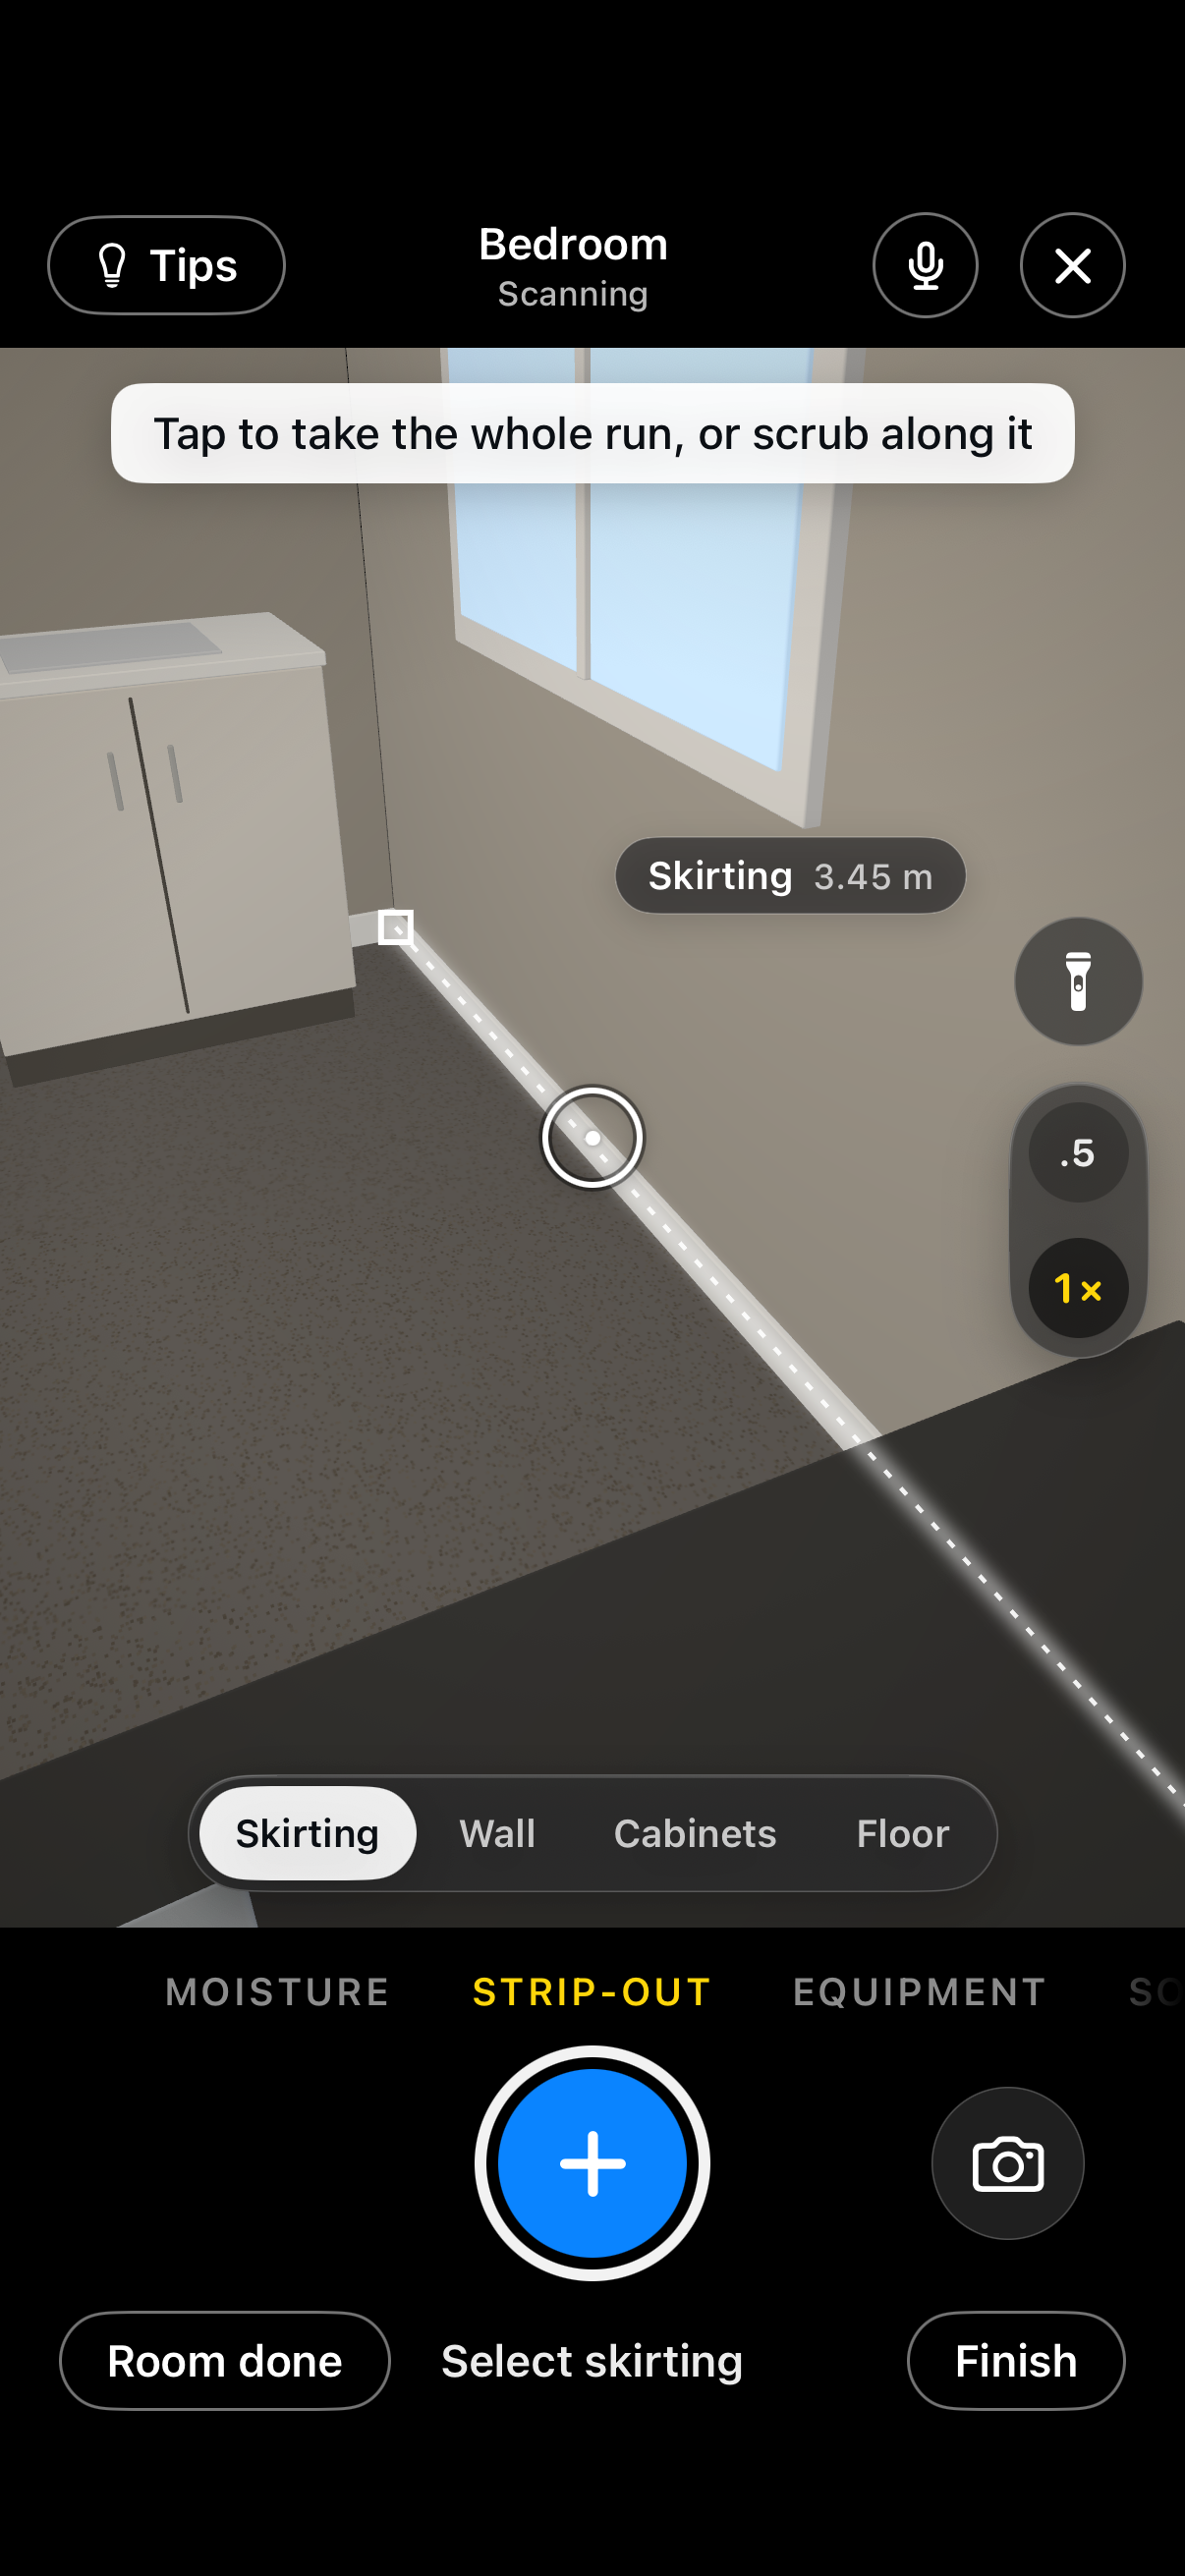 Tips
Bedroom
Scanning
Tap to take the whole run, or scrub along it
Skirting 3.45 m
.5
1×
Skirting Wall Cabinets Floor
MOISTURE STRIP-OUT EQUIPMENT
Room done Select skirting Finish